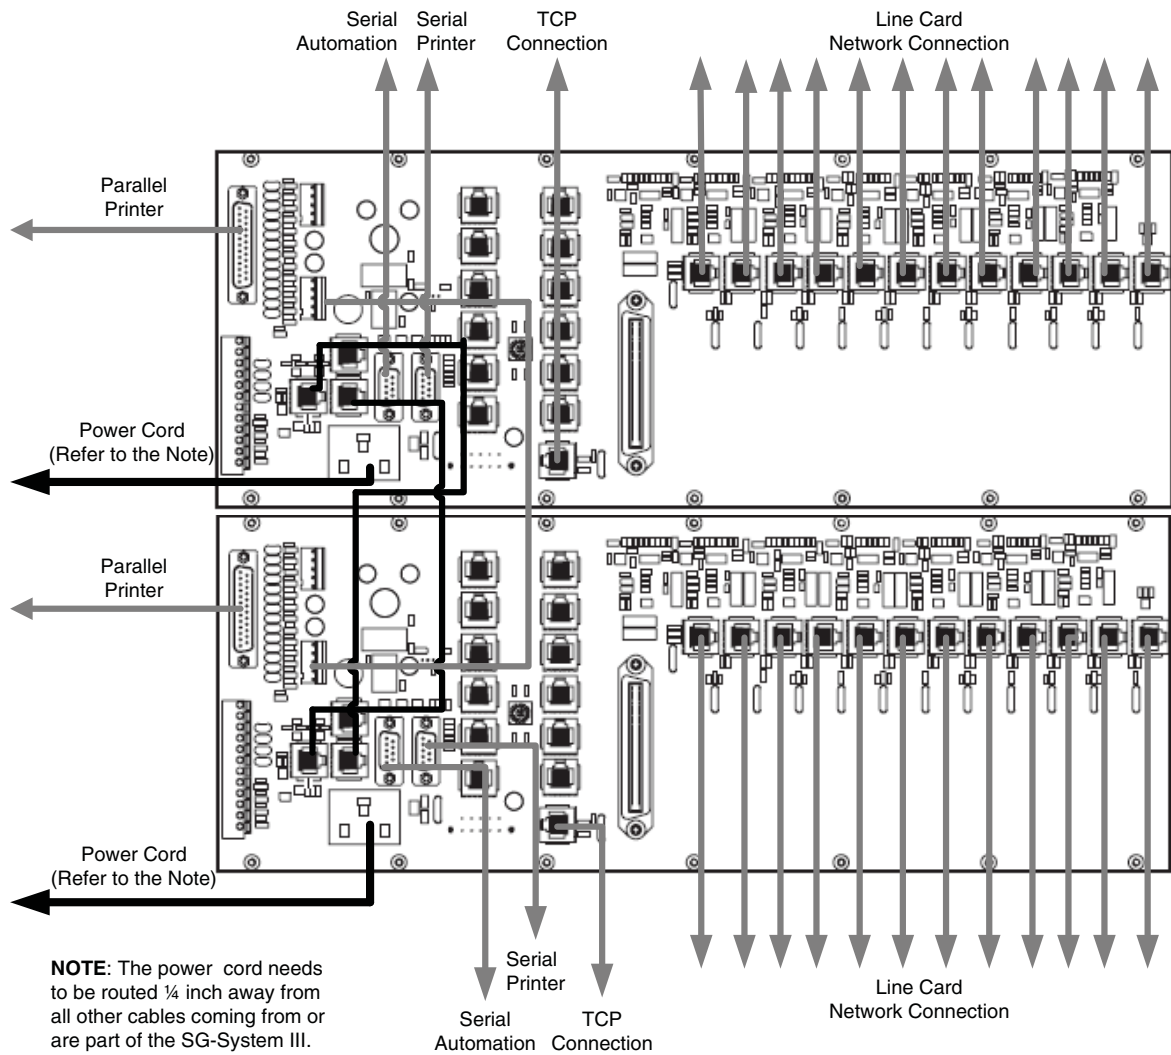 Serial
Automation
Serial
Printer
TCP
Connection
Line Card
Network Connection
Parallel
Printer
Power Cord
(Refer to the Note)
Parallel
Printer
Power Cord
(Refer to the Note)
NOTE: The power cord needs
to be routed ¼ inch away from
all other cables coming from or
are part of the SG-System III.
Serial
Printer
Serial
Automation
TCP
Connection
Line Card
Network Connection